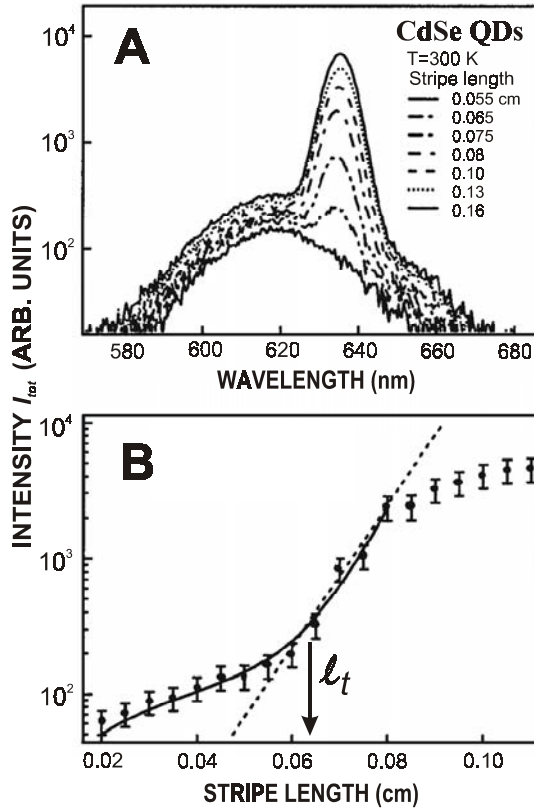 A
CdSe QDs
T=300 K
Stripe length
0.055 cm
0.065
0.075
0.08
0.10
0.13
0.16
10⁴
10³
10²
580 600 620 640 660 680
WAVELENGTH (nm)
INTENSITY I_tot (ARB. UNITS)
B
10⁴
10³
10²
ℓ_t
0.02 0.04 0.06 0.08 0.10
STRIPE LENGTH (cm)